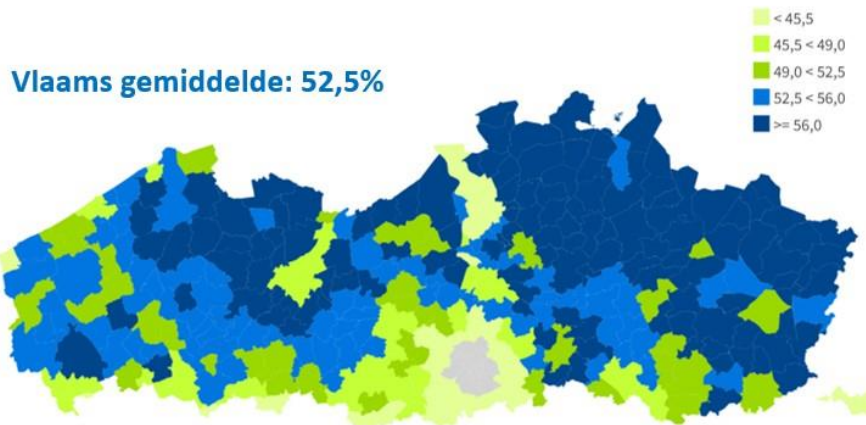 < 45,5
45,5 < 49,0
49,0 < 52,5
52,5 < 56,0
>= 56,0
Vlaams gemiddelde: 52,5%